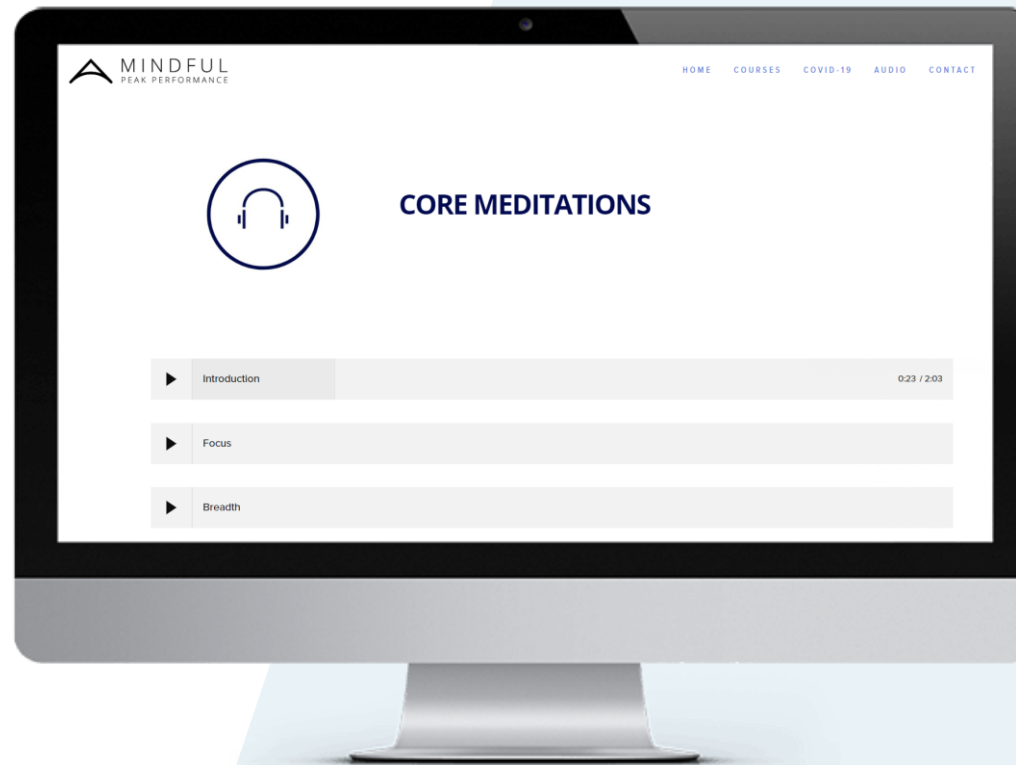 MINDFUL
PEAK PERFORMANCE
HOME COURSES COVID-19 AUDIO CONTACT
CORE MEDITATIONS
Introduction 0:23 / 2:03
Focus
Breadth